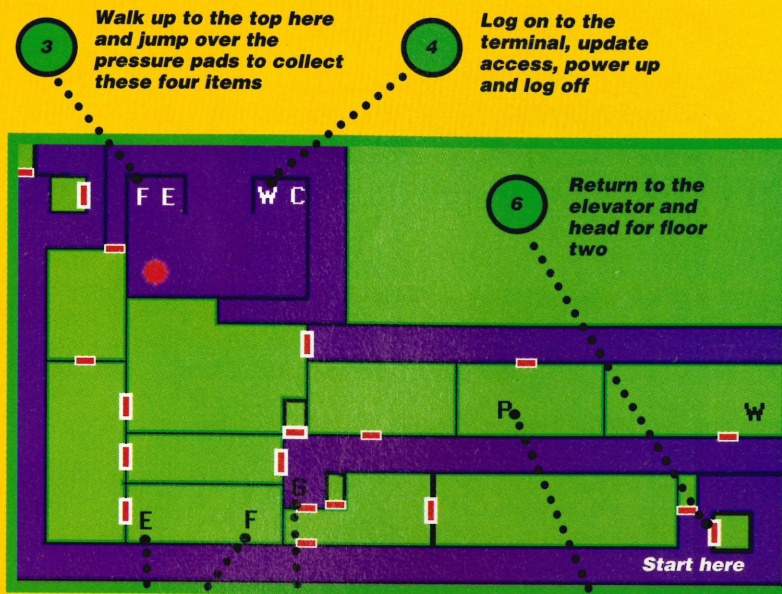 3
Walk up to the top here
and jump over the
pressure pads to collect
these four items
4
Log on to the
terminal, update
access, power up
and log off
F E
W C
6
Return to the
elevator and
head for floor
two
P
W
G
E
F
Start here